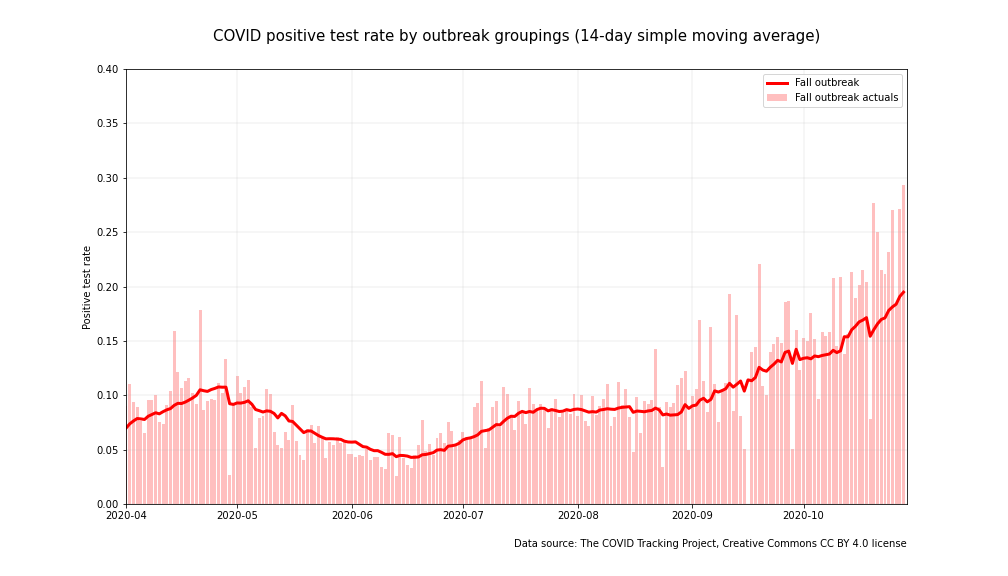 COVID positive test rate by outbreak groupings (14-day simple moving average)
0.40
0.35
0.30
0.25
0.20
0.15
0.10
0.05
0.00
Positive test rate
Fall outbreak
Fall outbreak actuals
2020-04 2020-05 2020-06 2020-07 2020-08 2020-09 2020-10
Data source: The COVID Tracking Project, Creative Commons CC BY 4.0 license